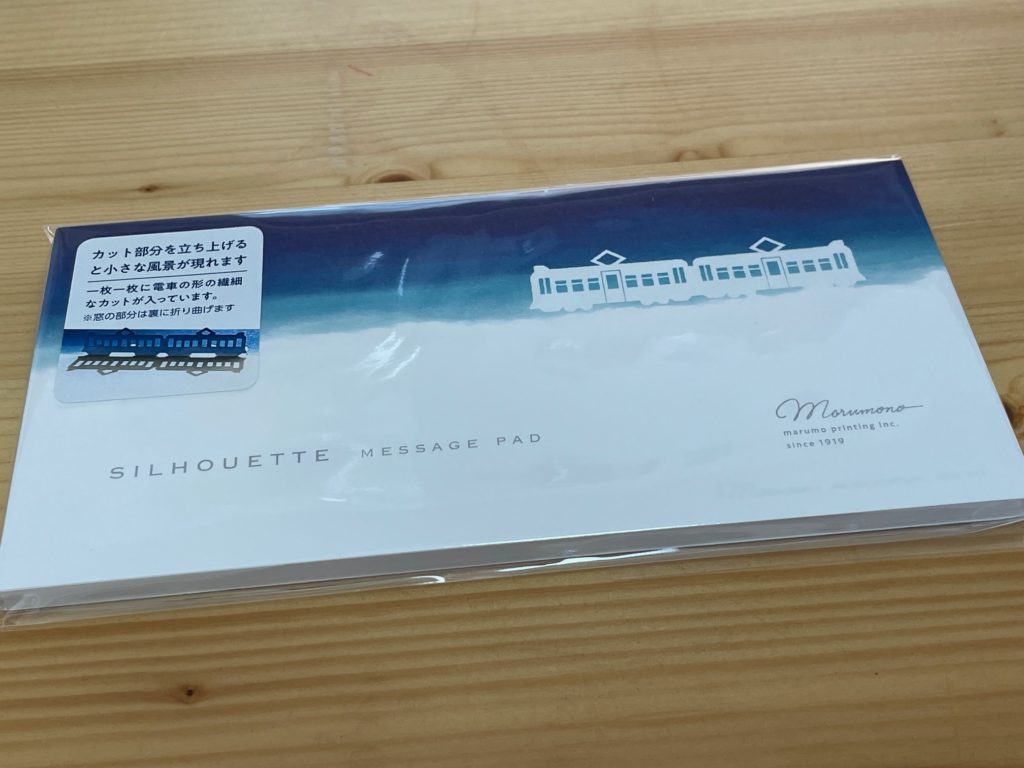 カット部分を立ち上げる
と小さな風景が現れます
一枚一枚に電車の形の繊細
なカットが入っています。
※窓の部分は裏に折り曲げます
SILHOUETTE MESSAGE PAD
Marumono
marumo printing inc.
since 1919